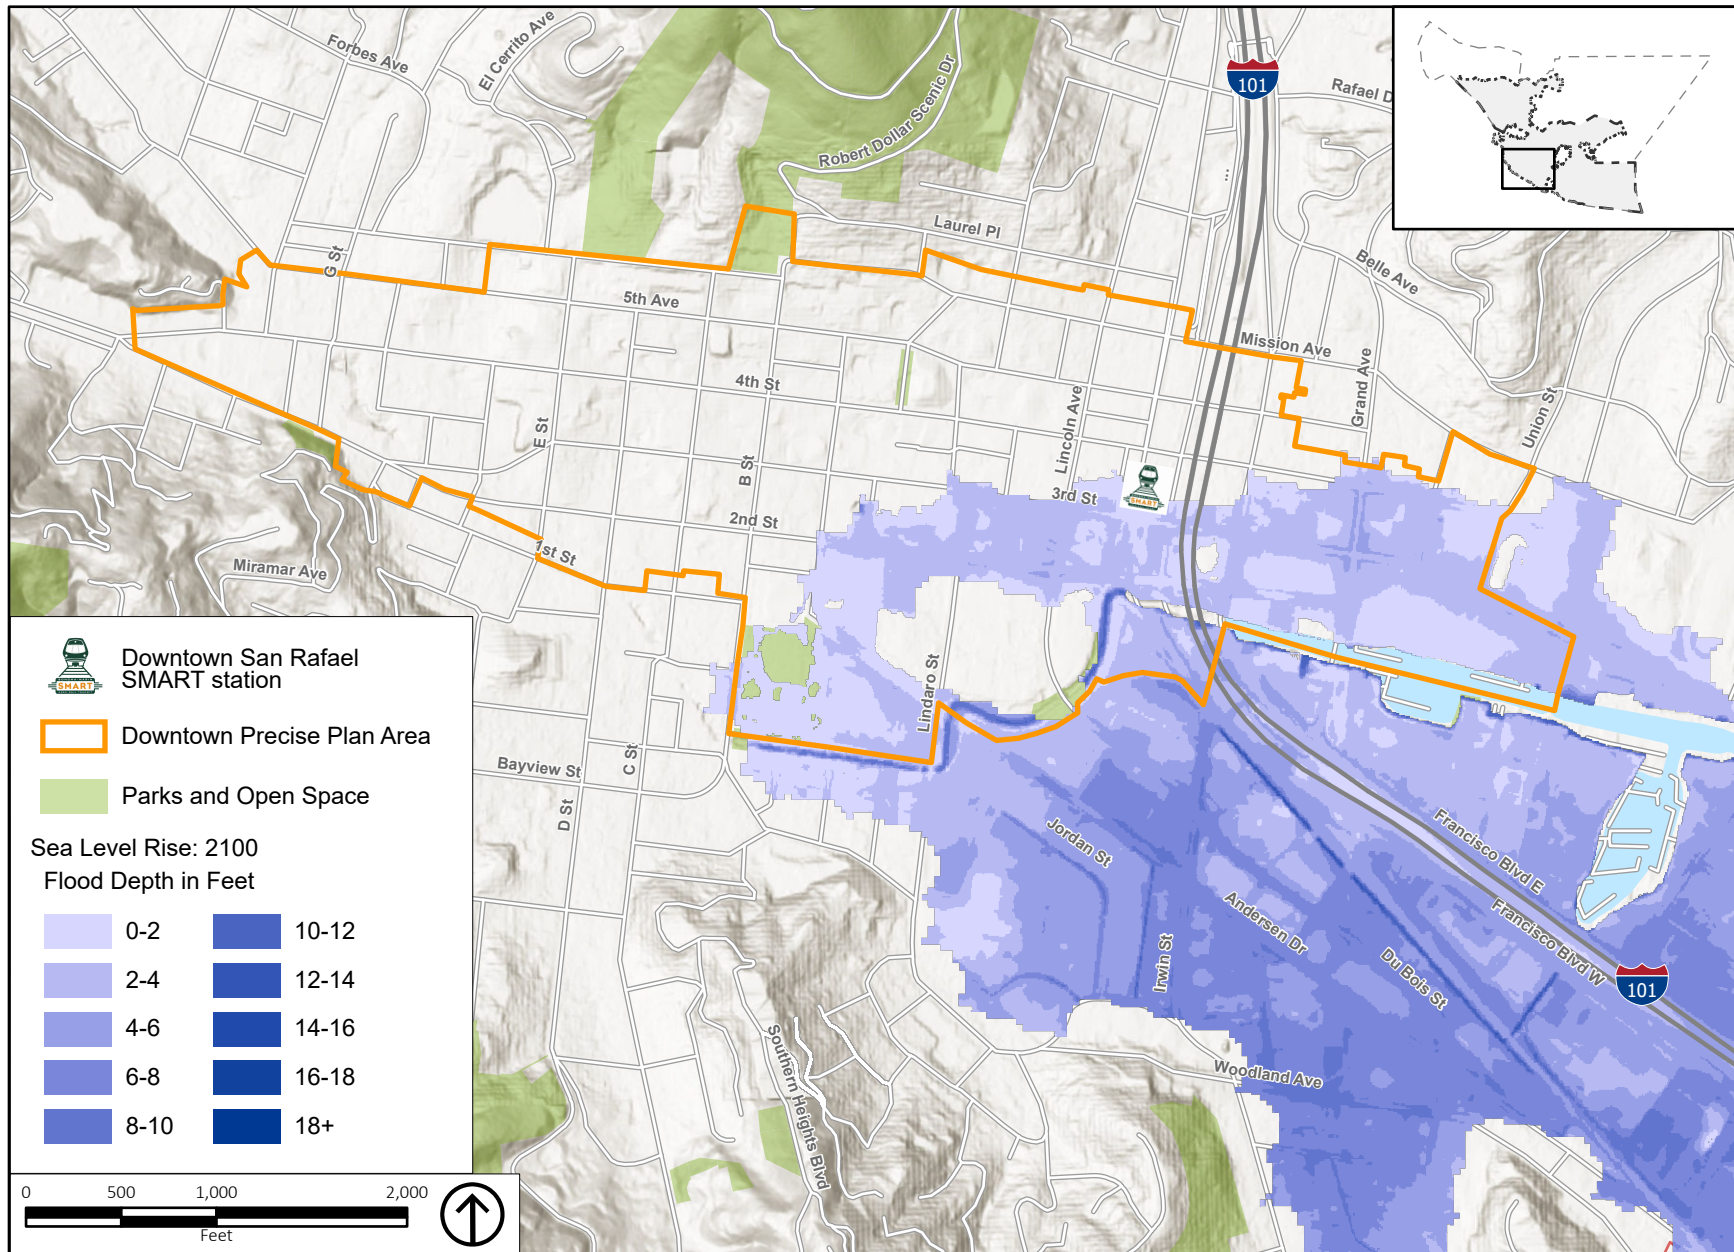 Forbes Ave
El Cerrito Ave
Robert Dollar Scenic Dr
101
Rafael D
Laurel Pl
Belle Ave
G St
5th Ave
Mission Ave
4th St
Grand Ave
Union St
Lincoln Ave
E St
B St
3rd St
SMART
2nd St
1st St
Miramar Ave
Lindaro St
Bayview St
C St
D St
Jordan St
Irwin St
Andersen Dr
Du Bois St
Francisco Blvd E
Francisco Blvd W
101
Woodland Ave
Southern Heights Blvd
SMART
Downtown San Rafael
SMART station
Downtown Precise Plan Area
Parks and Open Space
Sea Level Rise: 2100
Flood Depth in Feet
0-2
2-4
4-6
6-8
8-10
10-12
12-14
14-16
16-18
18+
0 500 1,000 2,000
Feet